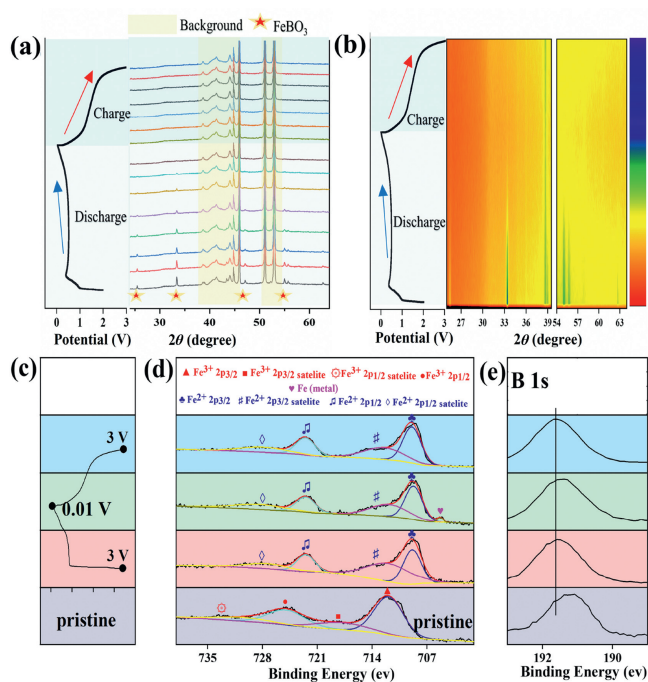 Background FeBO3
(a)
Charge
Discharge
0 1 2 3
Potential (V)
30 40 50 60
2θ (degree)
(b)
Charge
Discharge
0 1 2 3
Potential (V)
27 30 33 36 39 54 57 60 63
2θ (degree)
(c)
3 V
0.01 V
3 V
pristine
(d)
▲ Fe3+ 2p3/2 ■ Fe3+ 2p3/2 satelite Fe3+ 2p1/2 satelite ● Fe3+ 2p1/2
♥ Fe (metal)
♣ Fe2+ 2p3/2 ♯ Fe2+ 2p3/2 satelite ♫ Fe2+ 2p1/2 ◊ Fe2+ 2p1/2 satelite
pristine
735 728 721 714 707
Binding Energy (ev)
(e)
B 1s
192 189
Binding Energy (ev)